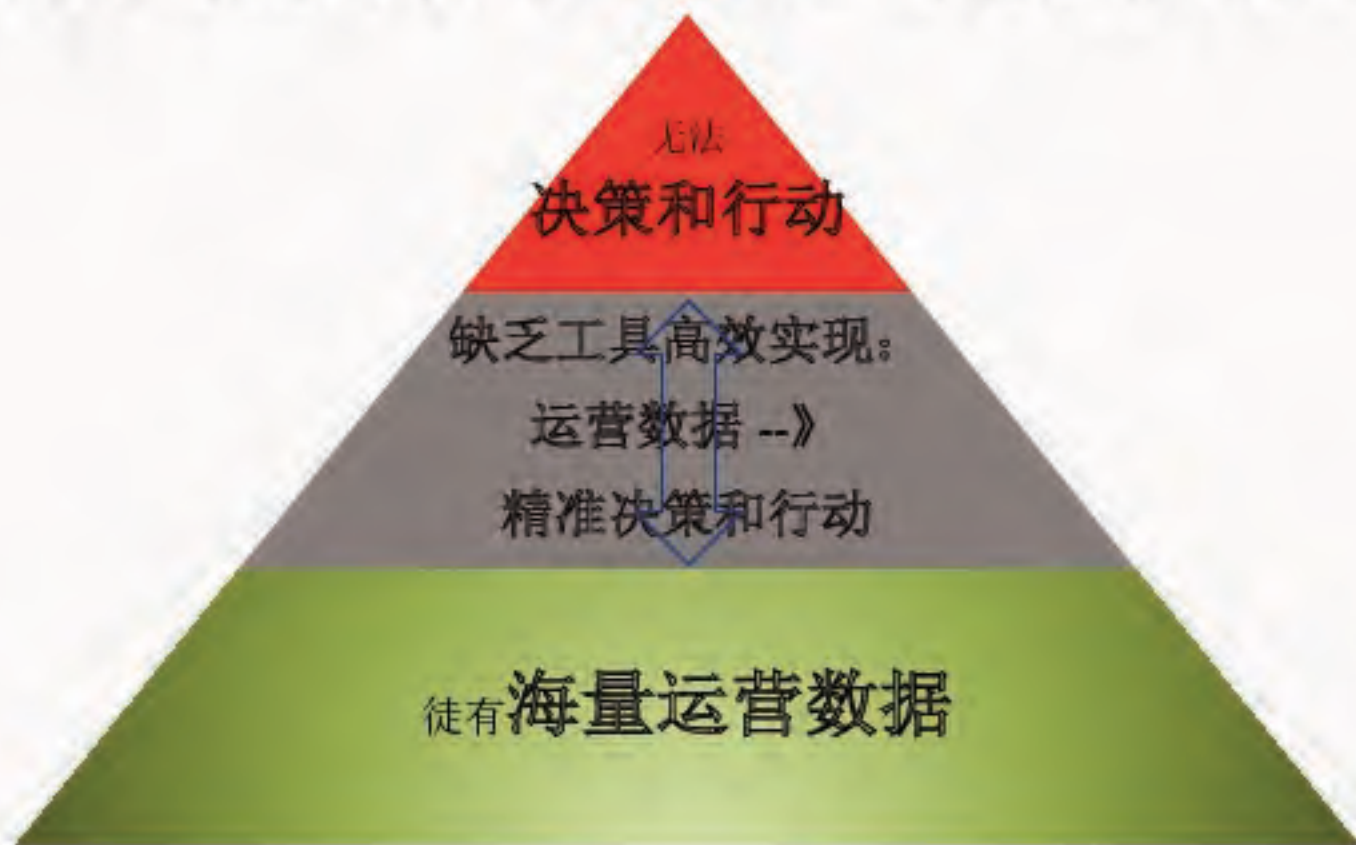 无法
决策和行动
缺乏工具高效实现：
运营数据 --》
精准决策和行动
徒有海量运营数据